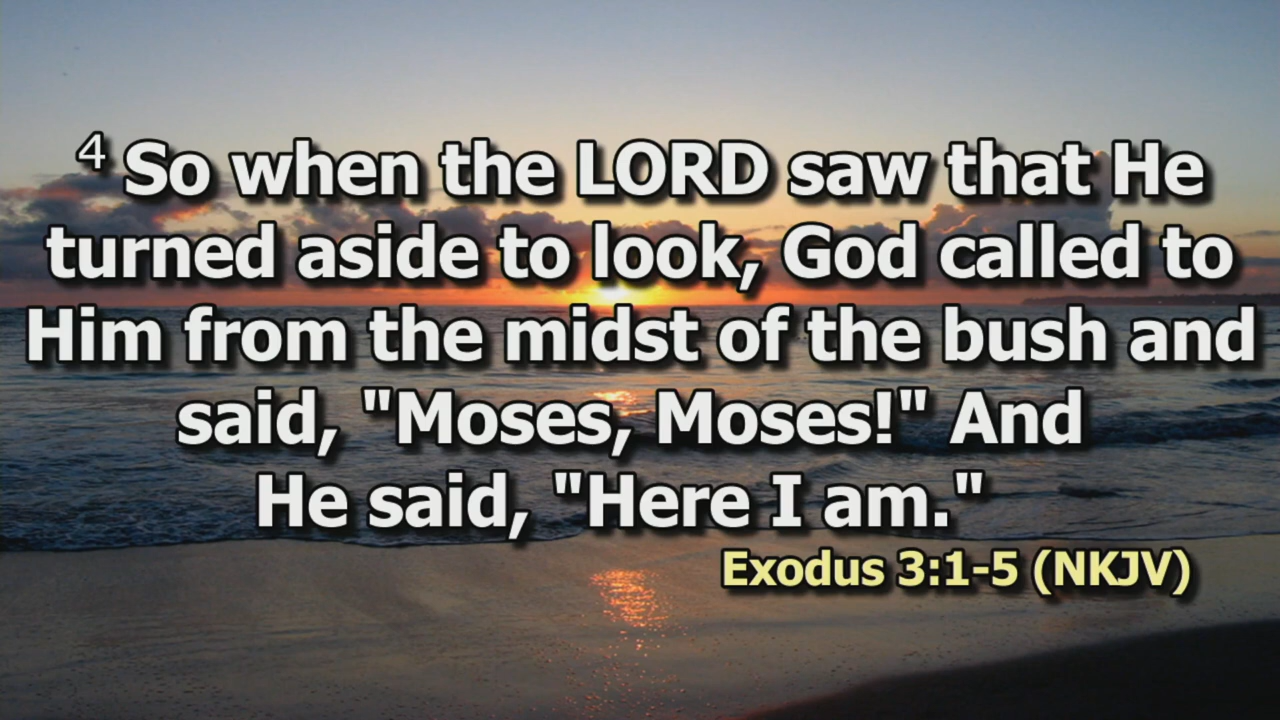 4 So when the LORD saw that He
turned aside to look, God called to
Him from the midst of the bush and
said, "Moses, Moses!" And
He said, "Here I am."
Exodus 3:1-5 (NKJV)